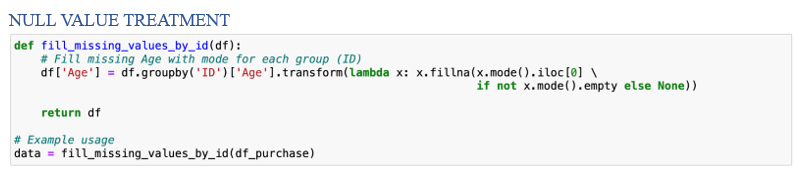 NULL VALUE TREATMENT
def fill_missing_values_by_id(df):
    # Fill missing Age with mode for each group (ID)
    df['Age'] = df.groupby('ID')['Age'].transform(lambda x: x.fillna(x.mode().iloc[0] \
                                                                     if not x.mode().empty else None))
    return df
# Example usage
data = fill_missing_values_by_id(df_purchase)